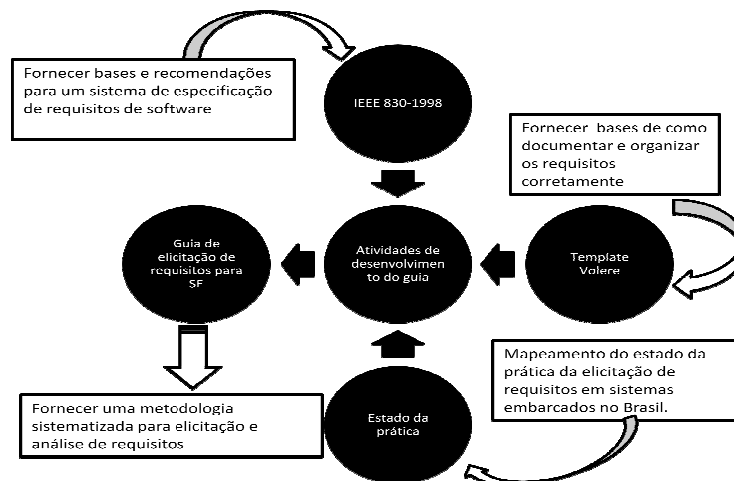 Fornecer bases e recomendações
para um sistema de especificação
de requisitos de software
IEEE 830-1998
Fornecer bases de como
documentar e organizar
os requisitos
corretamente
Guia de
elicitação de
requisitos para
SE
Atividades de
desenvolvime
nto do guia
Template
Volere
Mapeamento do estado da
prática da elicitação de
requisitos em sistemas
embarcados no Brasil.
Fornecer uma metodologia
sistematizada para elicitação e
análise de requisitos
Estado da
prática